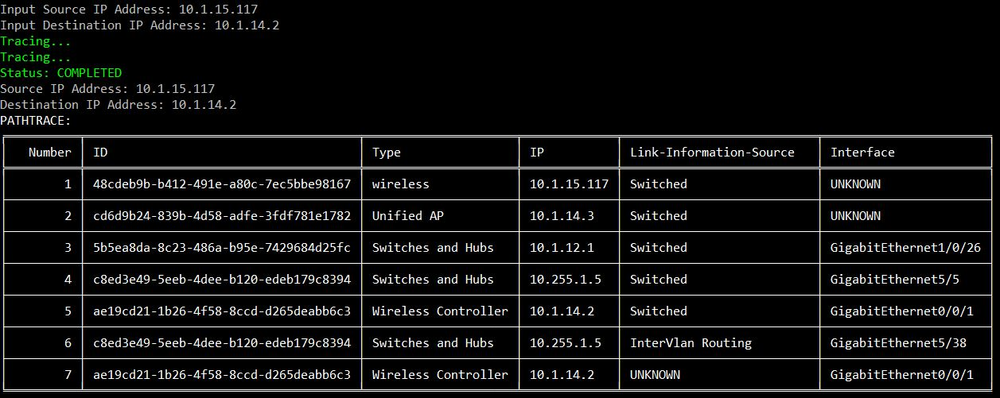 Input Source IP Address: 10.1.15.117
Input Destination IP Address: 10.1.14.2
Tracing...
Tracing...
Status: COMPLETED
Source IP Address: 10.1.15.117
Destination IP Address: 10.1.14.2
PATHTRACE:
Number ID Type IP Link-Information-Source Interface
1 48cdeb9b-b412-491e-a80c-7ec5bbe98167 wireless 10.1.15.117 Switched UNKNOWN
2 cd6d9b24-839b-4d58-adfe-3fdf781e1782 Unified AP 10.1.14.3 Switched UNKNOWN
3 5b5ea8da-8c23-486a-b95e-7429684d25fc Switches and Hubs 10.1.12.1 Switched GigabitEthernet1/0/26
4 c8ed3e49-5eeb-4dee-b120-edeb179c8394 Switches and Hubs 10.255.1.5 Switched GigabitEthernet5/5
5 ae19cd21-1b26-4f58-8ccd-d265deabb6c3 Wireless Controller 10.1.14.2 Switched GigabitEthernet0/0/1
6 c8ed3e49-5eeb-4dee-b120-edeb179c8394 Switches and Hubs 10.255.1.5 InterVlan Routing GigabitEthernet5/38
7 ae19cd21-1b26-4f58-8ccd-d265deabb6c3 Wireless Controller 10.1.14.2 UNKNOWN GigabitEthernet0/0/1